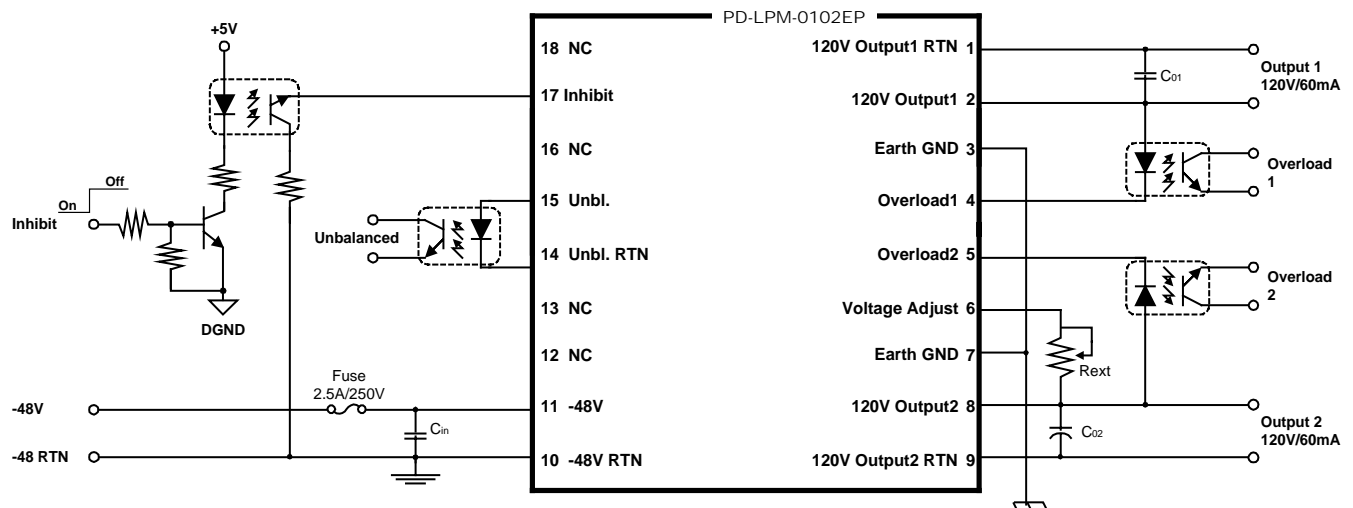 PD-LPM-0102EP
+5V
18 NC
17 Inhibit
16 NC
15 Unbl.
14 Unbl. RTN
13 NC
12 NC
11 -48V
10 -48V RTN
120V Output1 RTN 1
120V Output1 2
Earth GND 3
Overload1 4
Overload2 5
Voltage Adjust 6
Earth GND 7
120V Output2 8
120V Output2 RTN 9
Off
On
Inhibit
DGND
Unbalanced
Fuse
2.5A/250V
-48V
-48 RTN
Cin
C01
Output 1
120V/60mA
Overload
1
Overload
2
Rext
C02
Output 2
120V/60mA